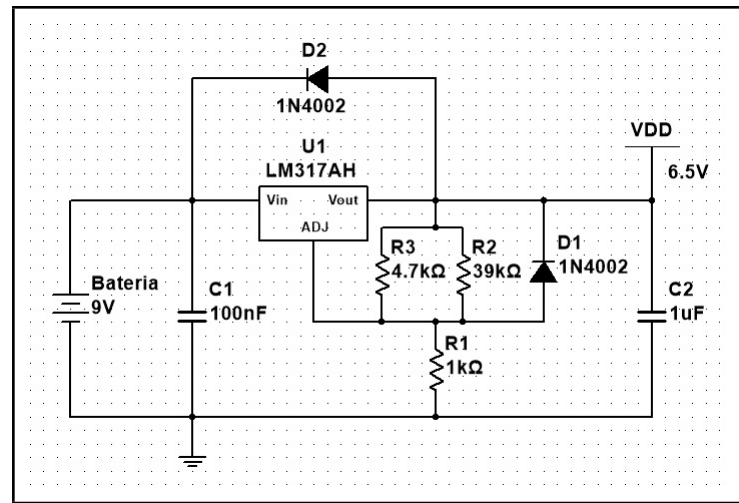 D2
1N4002
U1
LM317AH
Vin
Vout
ADJ
VDD
6.5V
Bateria
9V
C1
100nF
R3
4.7kΩ
R2
39kΩ
D1
1N4002
C2
1uF
R1
1kΩ